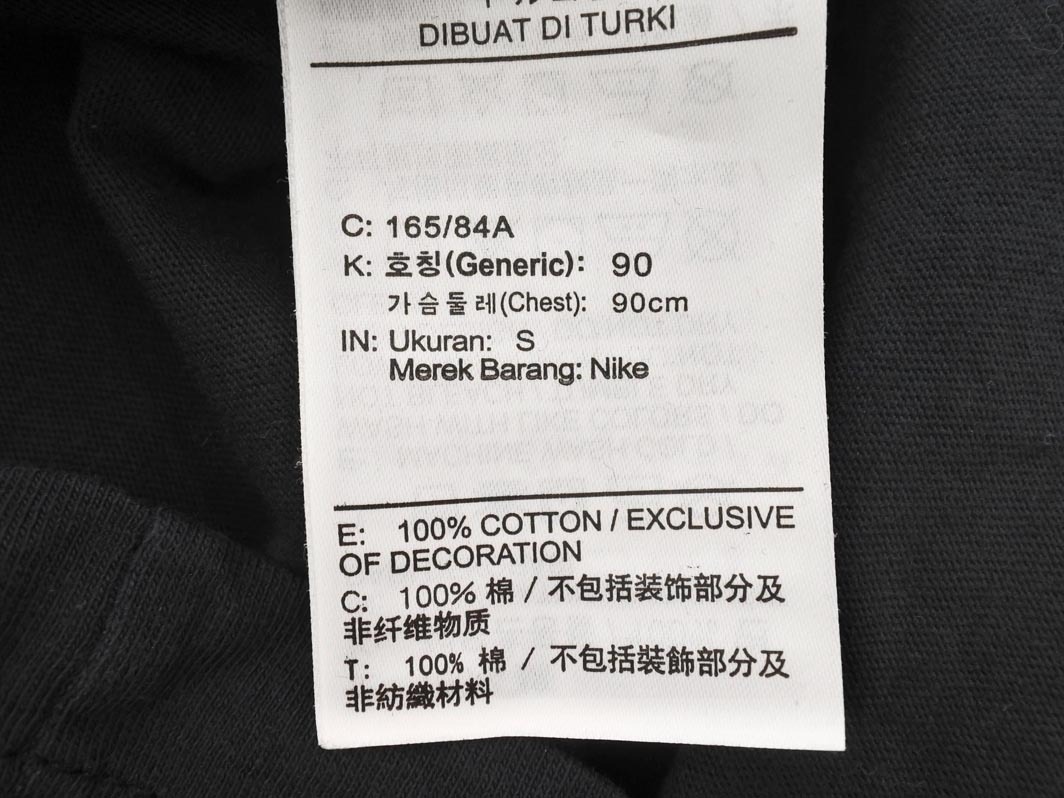 DIBUAT DI TURKI
C: 165/84A
K: 호칭(Generic): 90
가슴둘레(Chest): 90cm
IN: Ukuran: S
Merek Barang: Nike
E: 100% COTTON / EXCLUSIVE
OF DECORATION
C: 100% 棉 / 不包括装饰部分及
非纤维物质
T: 100% 棉 / 不包括裝飾部分及
非紡織材料